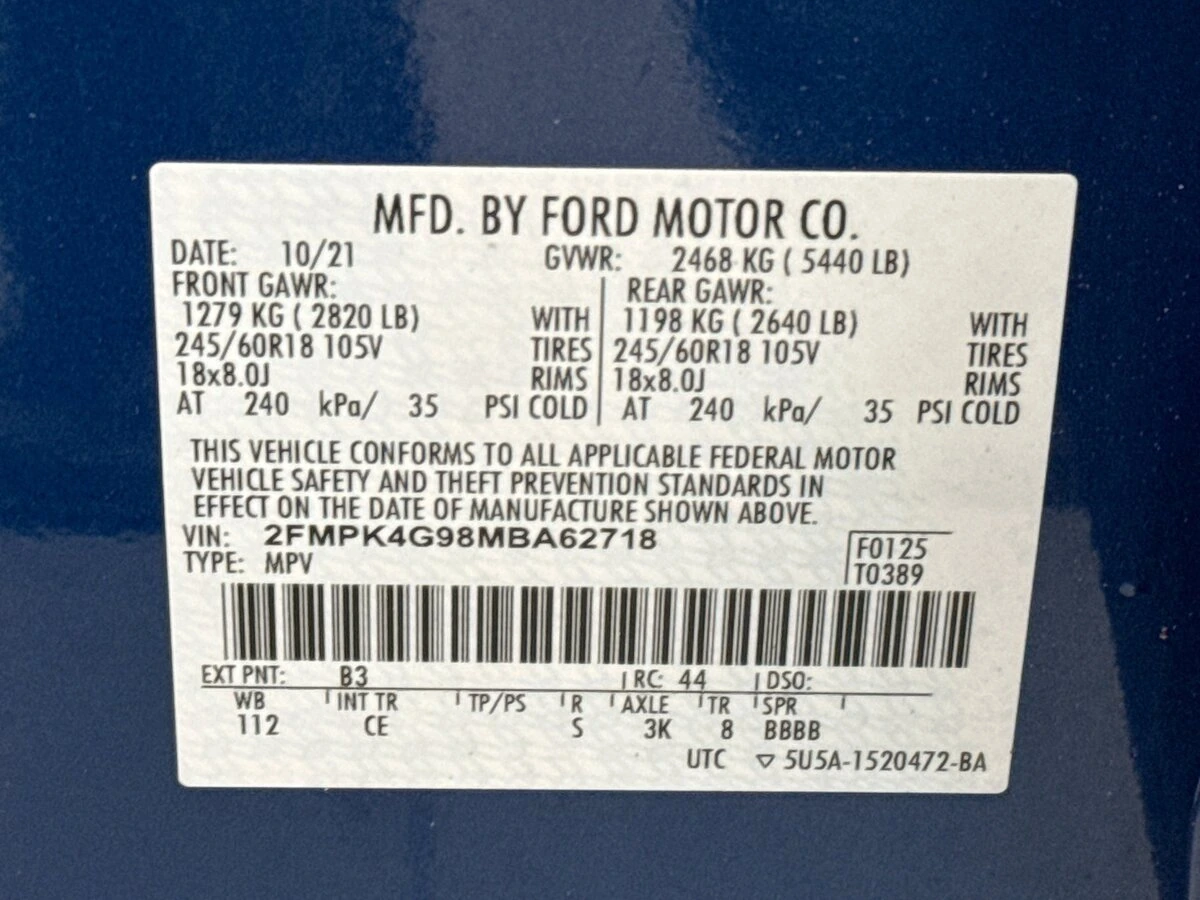 MFD. BY FORD MOTOR CO.
DATE: 10/21 GVWR: 2468 KG ( 5440 LB)
FRONT GAWR: REAR GAWR:
1279 KG ( 2820 LB) WITH 1198 KG ( 2640 LB) WITH
245/60R18 105V TIRES 245/60R18 105V TIRES
18x8.0J RIMS 18x8.0J RIMS
AT 240 kPa/ 35 PSI COLD AT 240 kPa/ 35 PSI COLD
THIS VEHICLE CONFORMS TO ALL APPLICABLE FEDERAL MOTOR
VEHICLE SAFETY AND THEFT PREVENTION STANDARDS IN
EFFECT ON THE DATE OF MANUFACTURE SHOWN ABOVE.
VIN: 2FMPK4G98MBA62718
TYPE: MPV
F0125
T0389
EXT PNT: B3 RC: 44 DSO:
WB INT TR TP/PS R AXLE TR SPR
112 CE S 3K 8 BBBB
UTC ▽ 5U5A-1520472-BA